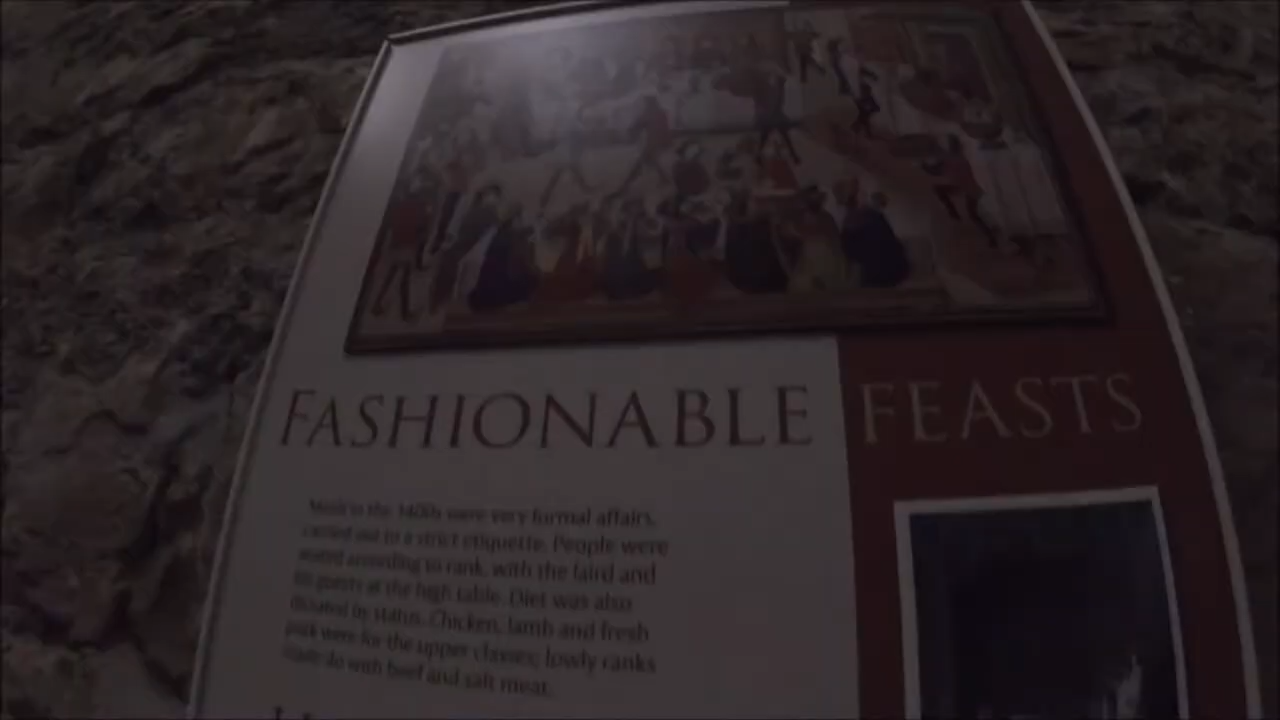 FASHIONABLE FEASTS
Meals in the 1400s were very formal affairs,
carried out to a strict etiquette. People were
seated according to rank, with the laird and
his guests at the high table. Diet was also
dictated by status. Chicken, lamb and fresh
pork were for the upper classes; lowly ranks
made do with beef and salt meat.